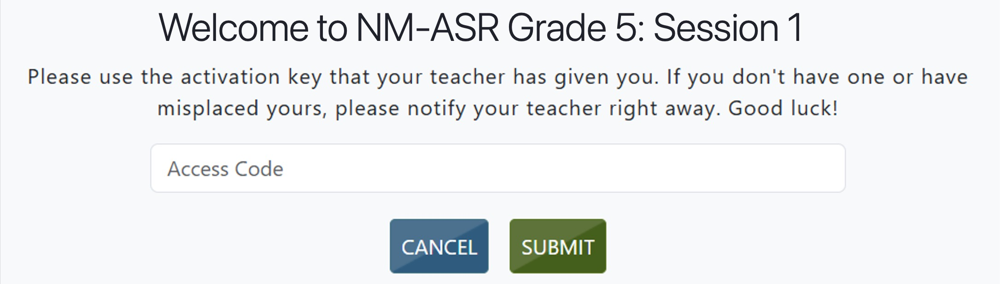 Welcome to NM-ASR Grade 5: Session 1
Please use the activation key that your teacher has given you. If you don't have one or have
misplaced yours, please notify your teacher right away. Good luck!
Access Code
CANCEL SUBMIT